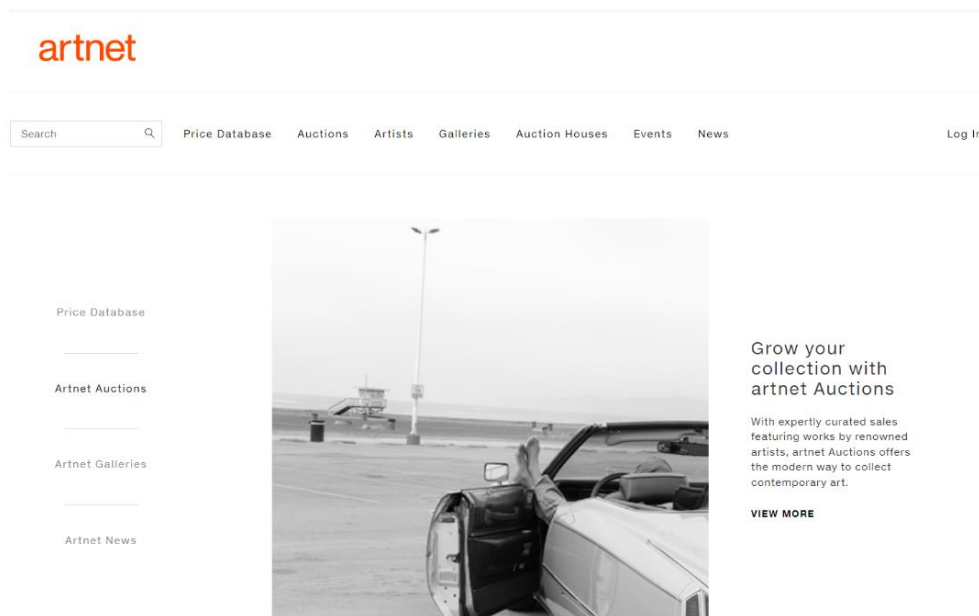 artnet
Search
Price Database
Auctions
Artists
Galleries
Auction Houses
Events
News
Log In
Price Database
Artnet Auctions
Artnet Galleries
Artnet News
Grow your
collection with
artnet Auctions
With expertly curated sales
featuring works by renowned
artists, artnet Auctions offers
the modern way to collect
contemporary art.
VIEW MORE